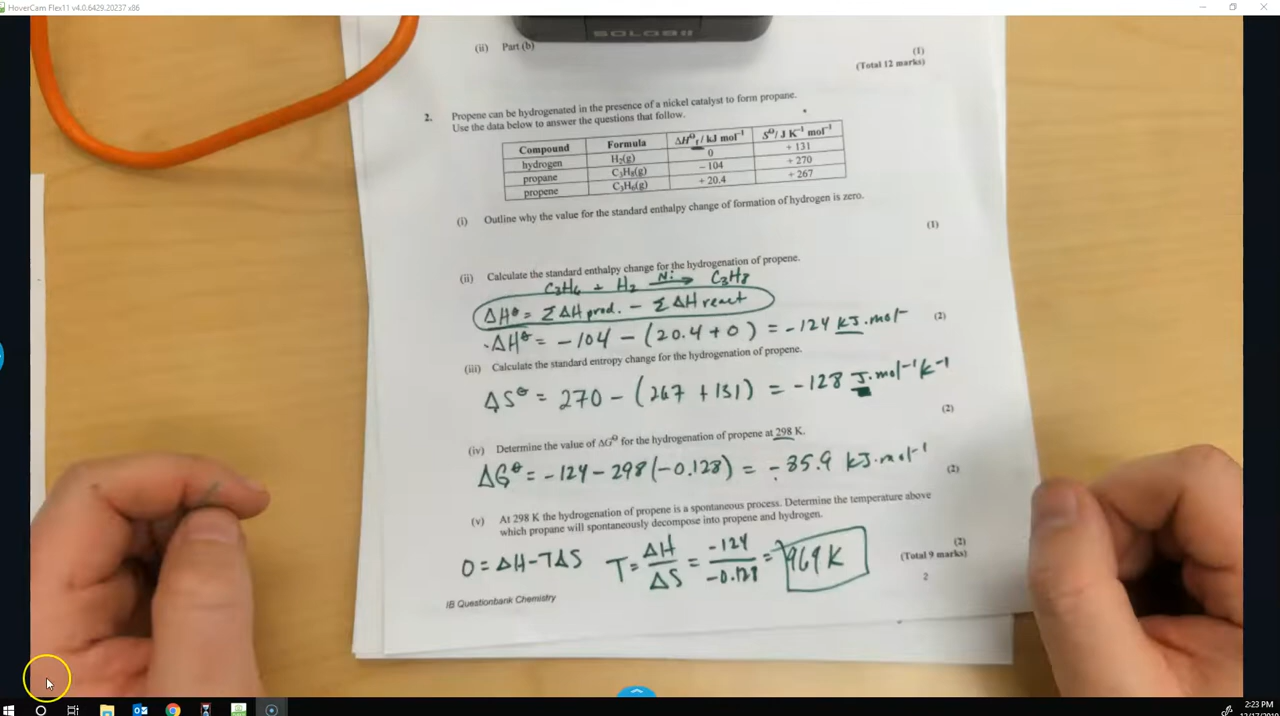 HoverCam Flex11 v4.0.6429.20237 x86
SOLO8
(ii) Part (b)
(1)
(Total 12 marks)
2. Propene can be hydrogenated in the presence of a nickel catalyst to form propane.
Use the data below to answer the questions that follow.
Compound Formula ΔH⊖f / kJ mol⁻¹ S⊖/ J K⁻¹ mol⁻¹
hydrogen H₂(g) 0 + 131
propane C₃H₈(g) – 104 + 270
propene C₃H₆(g) + 20.4 + 267
(i) Outline why the value for the standard enthalpy change of formation of hydrogen is zero.
(1)
(ii) Calculate the standard enthalpy change for the hydrogenation of propene.
C₃H₆ + H₂ Ni → C₃H₈
ΔH⊖ = Σ ΔH prod. – Σ ΔH react
ΔH⊖ = –104 – (20.4 + 0) = –124 kJ.mol⁻
(2)
(iii) Calculate the standard entropy change for the hydrogenation of propene.
ΔS⊖ = 270 – (267 + 131) = –128 J.mol⁻¹K⁻¹
(2)
(iv) Determine the value of ΔG⊖ for the hydrogenation of propene at 298 K.
ΔG⊖ = –124 – 298(–0.128) = –85.9 kJ.mol⁻¹
(2)
(v) At 298 K the hydrogenation of propene is a spontaneous process. Determine the temperature above
which propane will spontaneously decompose into propene and hydrogen.
0 = ΔH – TΔS T = ΔH/ΔS = –124/–0.128 = 969 K
(2)
(Total 9 marks)
2
IB Questionbank Chemistry
2:23 PM